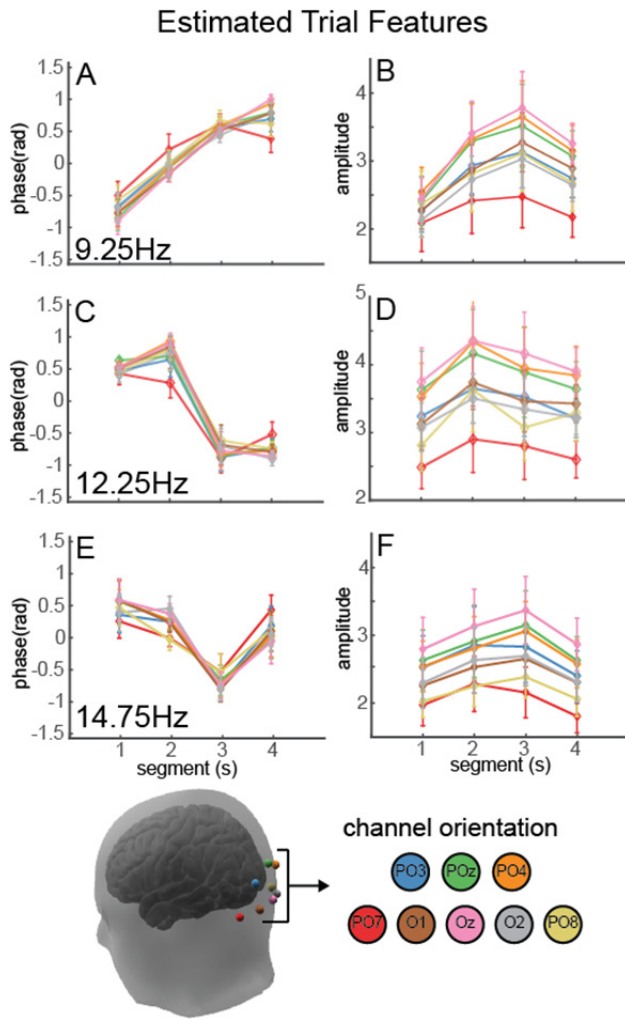 Estimated Trial Features
A
B
1.5
1
0.5
0
-0.5
-1
-1.5
phase(rad)
9.25Hz
4
3
2
amplitude
C
D
1.5
1
0.5
0
-0.5
-1
-1.5
phase(rad)
12.25Hz
5
4
3
2
amplitude
E
F
1.5
1
0.5
0
-0.5
-1
-1.5
phase(rad)
14.75Hz
4
3
2
amplitude
1 2 3 4
segment (s)
1 2 3 4
segment (s)
channel orientation
PO3 POz PO4
PO7 O1 Oz O2 PO8